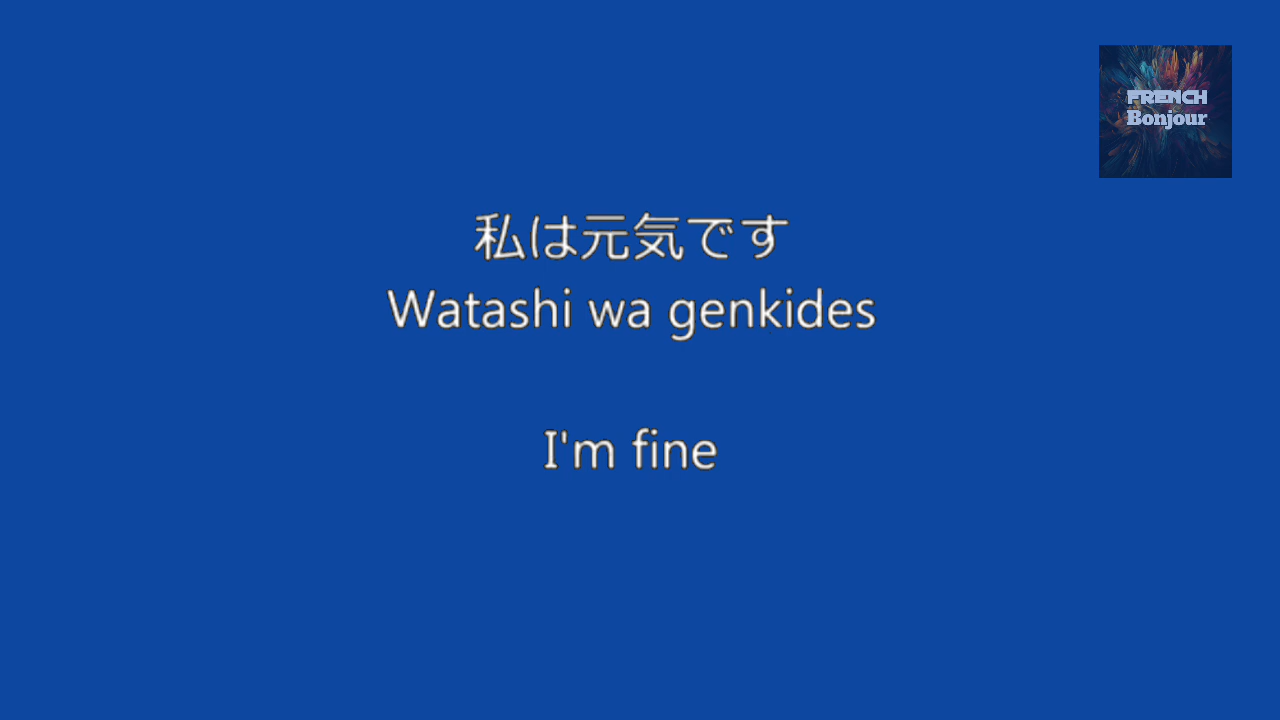 FRENCH
Bonjour
私は元気です
Watashi wa genkides
I'm fine